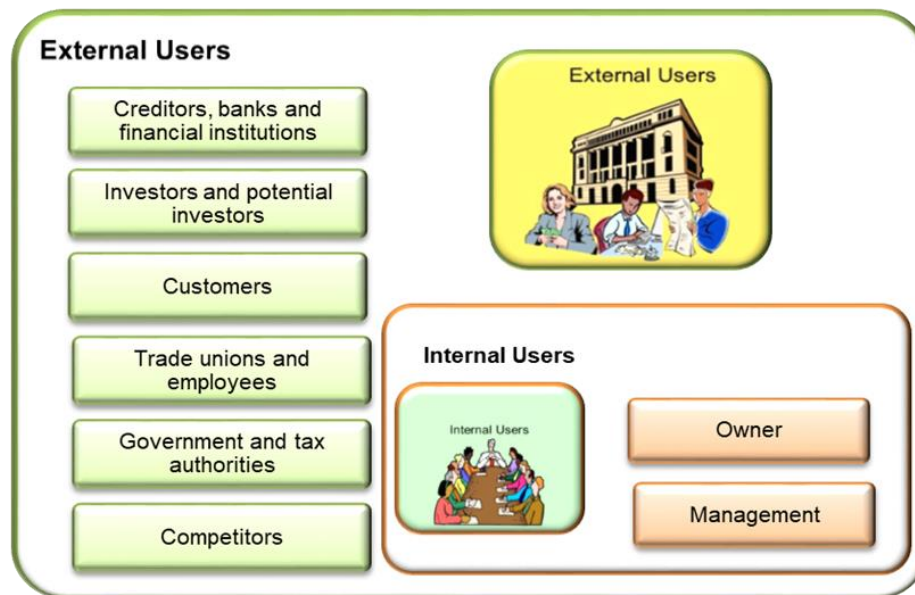 External Users
Creditors, banks and
financial institutions
Investors and potential
investors
Customers
Trade unions and
employees
Government and tax
authorities
Competitors
External Users
Internal Users
Internal Users
Owner
Management